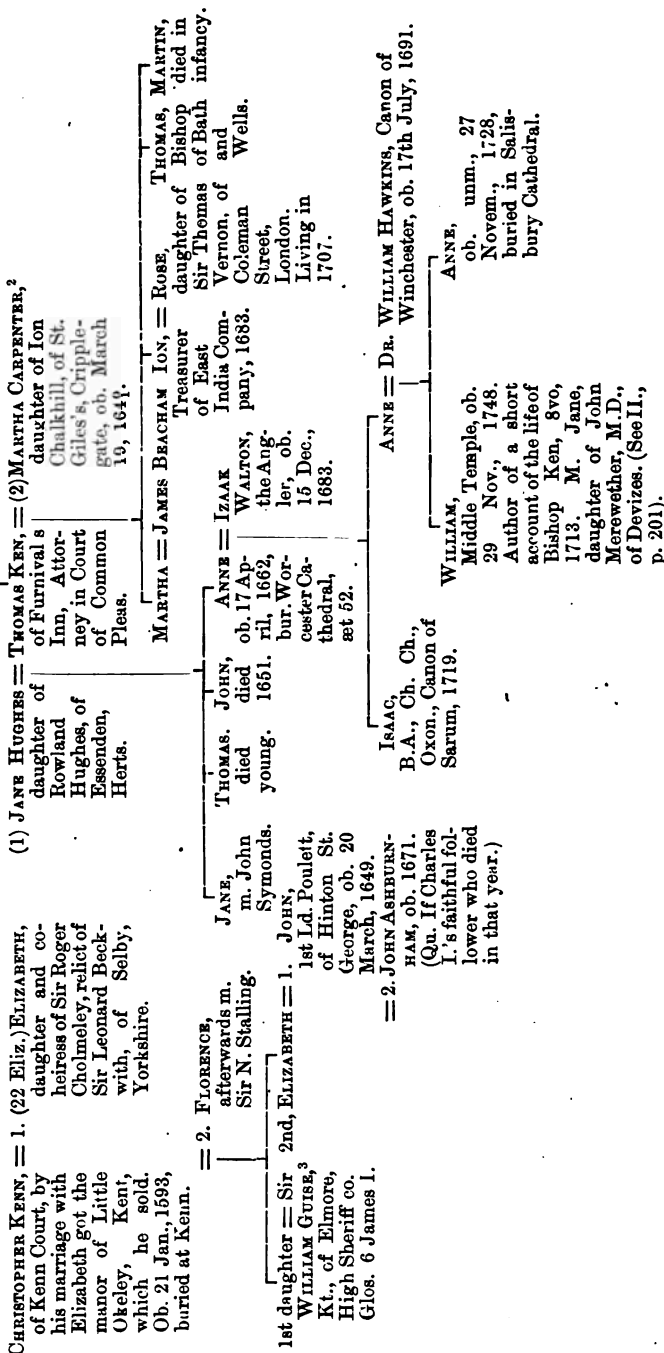 CHRISTOPHER KENN, = 1. (22 Eliz.) ELIZABETH,
of Kenn Court, by
his marriage with
Elizabeth got the
manor of Little
Okeley, Kent,
which he sold.
Ob. 21 Jan., 1593,
buried at Kenn.
daughter and co-
heiress of Sir Roger
Cholmeley, relict of
Sir Leonard Beck-
with, of Selby,
Yorkshire.
= 2. FLORENCE,
afterwards m.
Sir N. Stalling.
1st daughter = Sir
WILLIAM GUISE,³
Kt., of Elmore,
High Sheriff co.
Glos. 6 James I.
2nd, ELIZABETH = 1. JOHN,
1st Ld. Poulett,
of Hinton St.
George, ob. 20
March, 1649.
= 2. JOHN ASHBURN-
HAM, ob. 1671.
(Qu. If Charles
I.'s faithful fol-
lower who died
in that year.)
(1) JANE HUGHES = THOMAS KEN, = (2) MARTHA CARPENTER,²
daughter of
Rowland
Hughes, of
Essenden,
Herts.
of Furnivals
Inn, Attor-
ney in Court
of Common
Pleas.
daughter of Ion
Chalkhill, of St.
Giles's, Cripple-
gate, ob. March
19,
JANE,
m. John
Symonds.
THOMAS.
died
young.
JOHN,
died
1651.
ANNE = IZAAK
ob. 17 Ap-
ril, 1662,
bur. Wor-
cester Ca-
thedral,
æt 52.
WALTON,
the Ang-
ler, ob.
15 Dec.,
1683.
MARTHA = JAMES BEACHAM
ION, = ROSE,
Treasurer
of East
India Com-
pany, 1683.
daughter of
Sir Thomas
Vernon, of
Coleman
Street,
London.
Living in
1707.
THOMAS,
Bishop
of Bath
and
Wells.
MARTIN,
died in
infancy.
ISAAC,
B.A., Ch. Ch.,
Oxon., Canon of
Sarum, 1719.
ANNE = DR. WILLIAM HAWKINS, Canon of
Winchester, ob. 17th July, 1691.
WILLIAM,
Middle Temple, ob.
29 Nov., 1748.
Author of a short
account of the life of
Bishop Ken, 8vo,
1713. M. Jane,
daughter of John
Merewether, M.D.,
of Devizes. (See II.,
p. 201).
ANNE,
ob. unm., 27
Novem., 1728,
buried in Salis-
bury Cathedral.